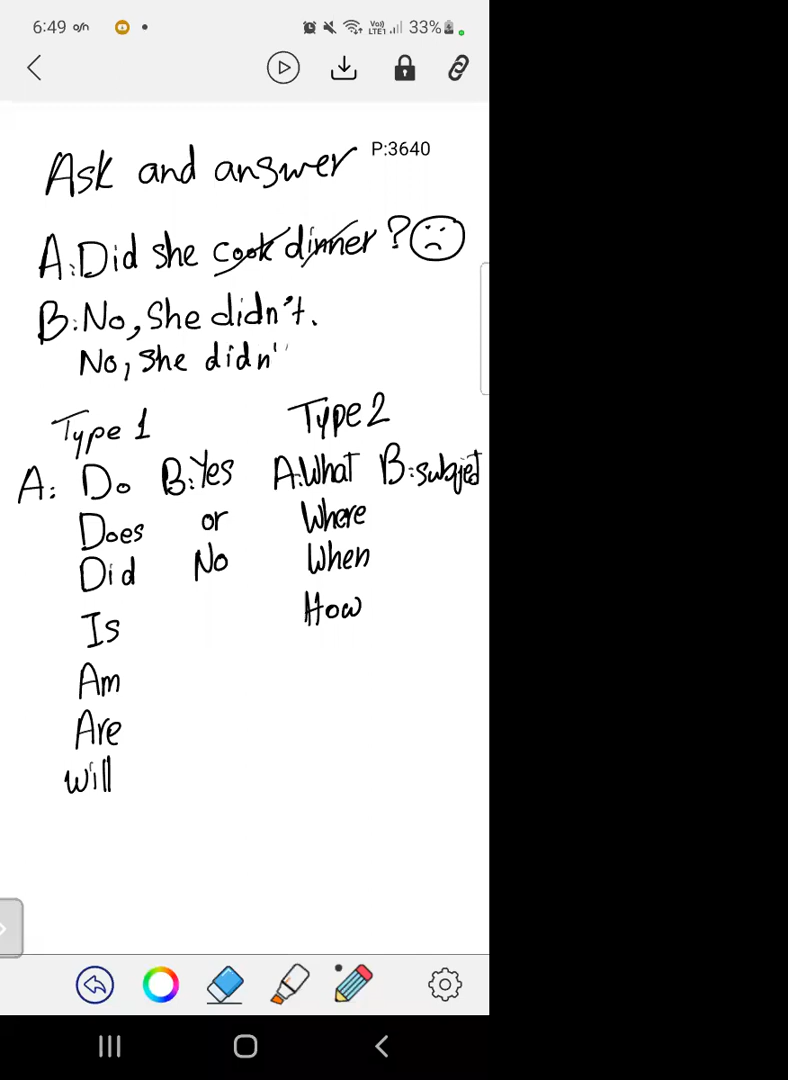 6:49 33%
Ask and answer P:3640
A:Did she cook dinner?
B:No, She didn't.
No, she didn'
Type 1 Type 2
A: Do B:Yes A:What B:subjet
Does or Where
Did No When
Is How
Am
Are
Will